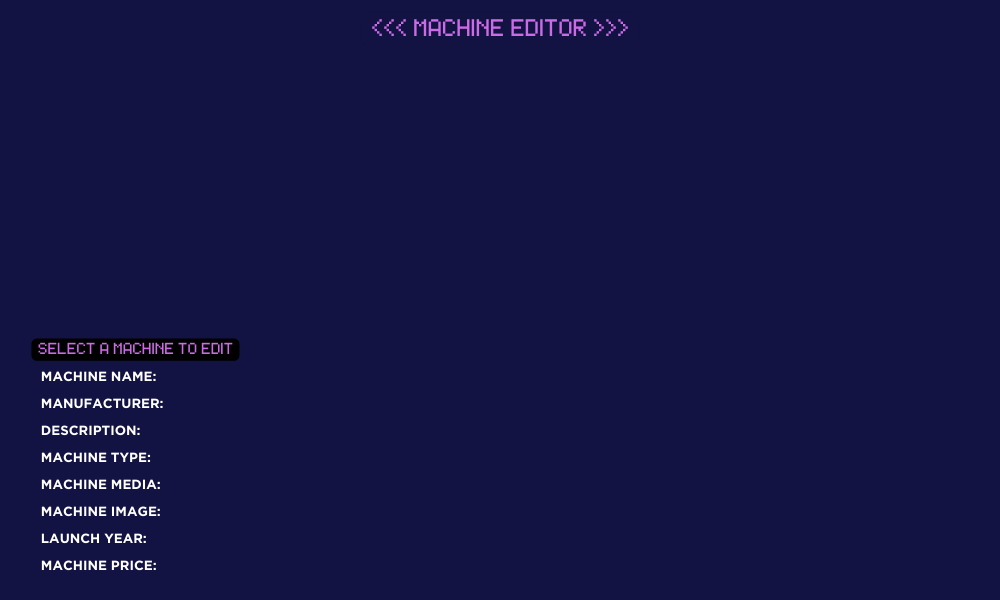 <<< MACHINE EDITOR >>>
SELECT A MACHINE TO EDIT
MACHINE NAME:
MANUFACTURER:
DESCRIPTION:
MACHINE TYPE:
MACHINE MEDIA:
MACHINE IMAGE:
LAUNCH YEAR:
MACHINE PRICE: